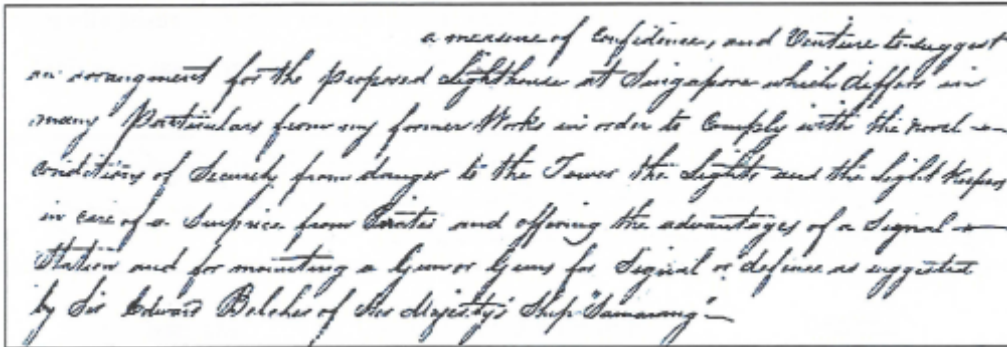 a measure of Confidence, and Venture to suggest
an arrangment for the proposed Lighthouse at Singapore which differs in
many Particulars from my former Works in order to Comply with the novel
conditions of Security from danger to the Tower the Lights and the Light Keepers
in case of a Surprise from Pirates and offering the advantages of a Signal
Station and for mounting a Gun or Guns for Signal or defence as suggested
by Sir Edward Belcher of Her Majesty's Ship "Samarang"